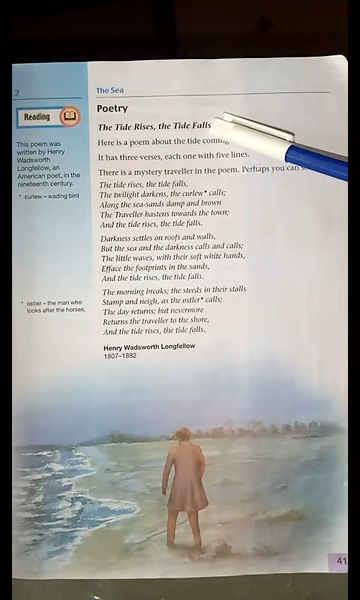 2
The Sea
Reading
This poem was
written by Henry
Wadsworth
Longfellow, an
American poet, in the
nineteenth century.
* curlew – wading bird
Poetry
The Tide Rises, the Tide Falls
Here is a poem about the tide coming
It has three verses, each one with five lines.
There is a mystery traveller in the poem. Perhaps you can
The tide rises, the tide falls,
The twilight darkens, the curlew* calls;
Along the sea-sands damp and brown
The Traveller hastens towards the town;
And the tide rises, the tide falls.
Darkness settles on roofs and walls,
But the sea and the darkness calls and calls;
The little waves, with their soft white hands,
Efface the footprints in the sands,
And the tide rises, the tide falls.
The morning breaks; the steeds in their stalls
Stamp and neigh, as the ostler* calls;
The day returns; but nevermore
Returns the traveller to the shore,
And the tide rises, the tide falls.
* ostler – the man who
looks after the horses.
Henry Wadsworth Longfellow
1807–1882
41